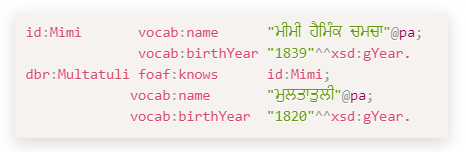 id:Mimi vocab:name "ਮੀਮੀ ਹੈਮਿੰਕ ਚਮਚਾ"@pa;
vocab:birthYear "1839"^^xsd:gYear.
dbr:Multatuli foaf:knows id:Mimi;
vocab:name "ਮੁਲਤਾਤੁਲੀ"@pa;
vocab:birthYear "1820"^^xsd:gYear.